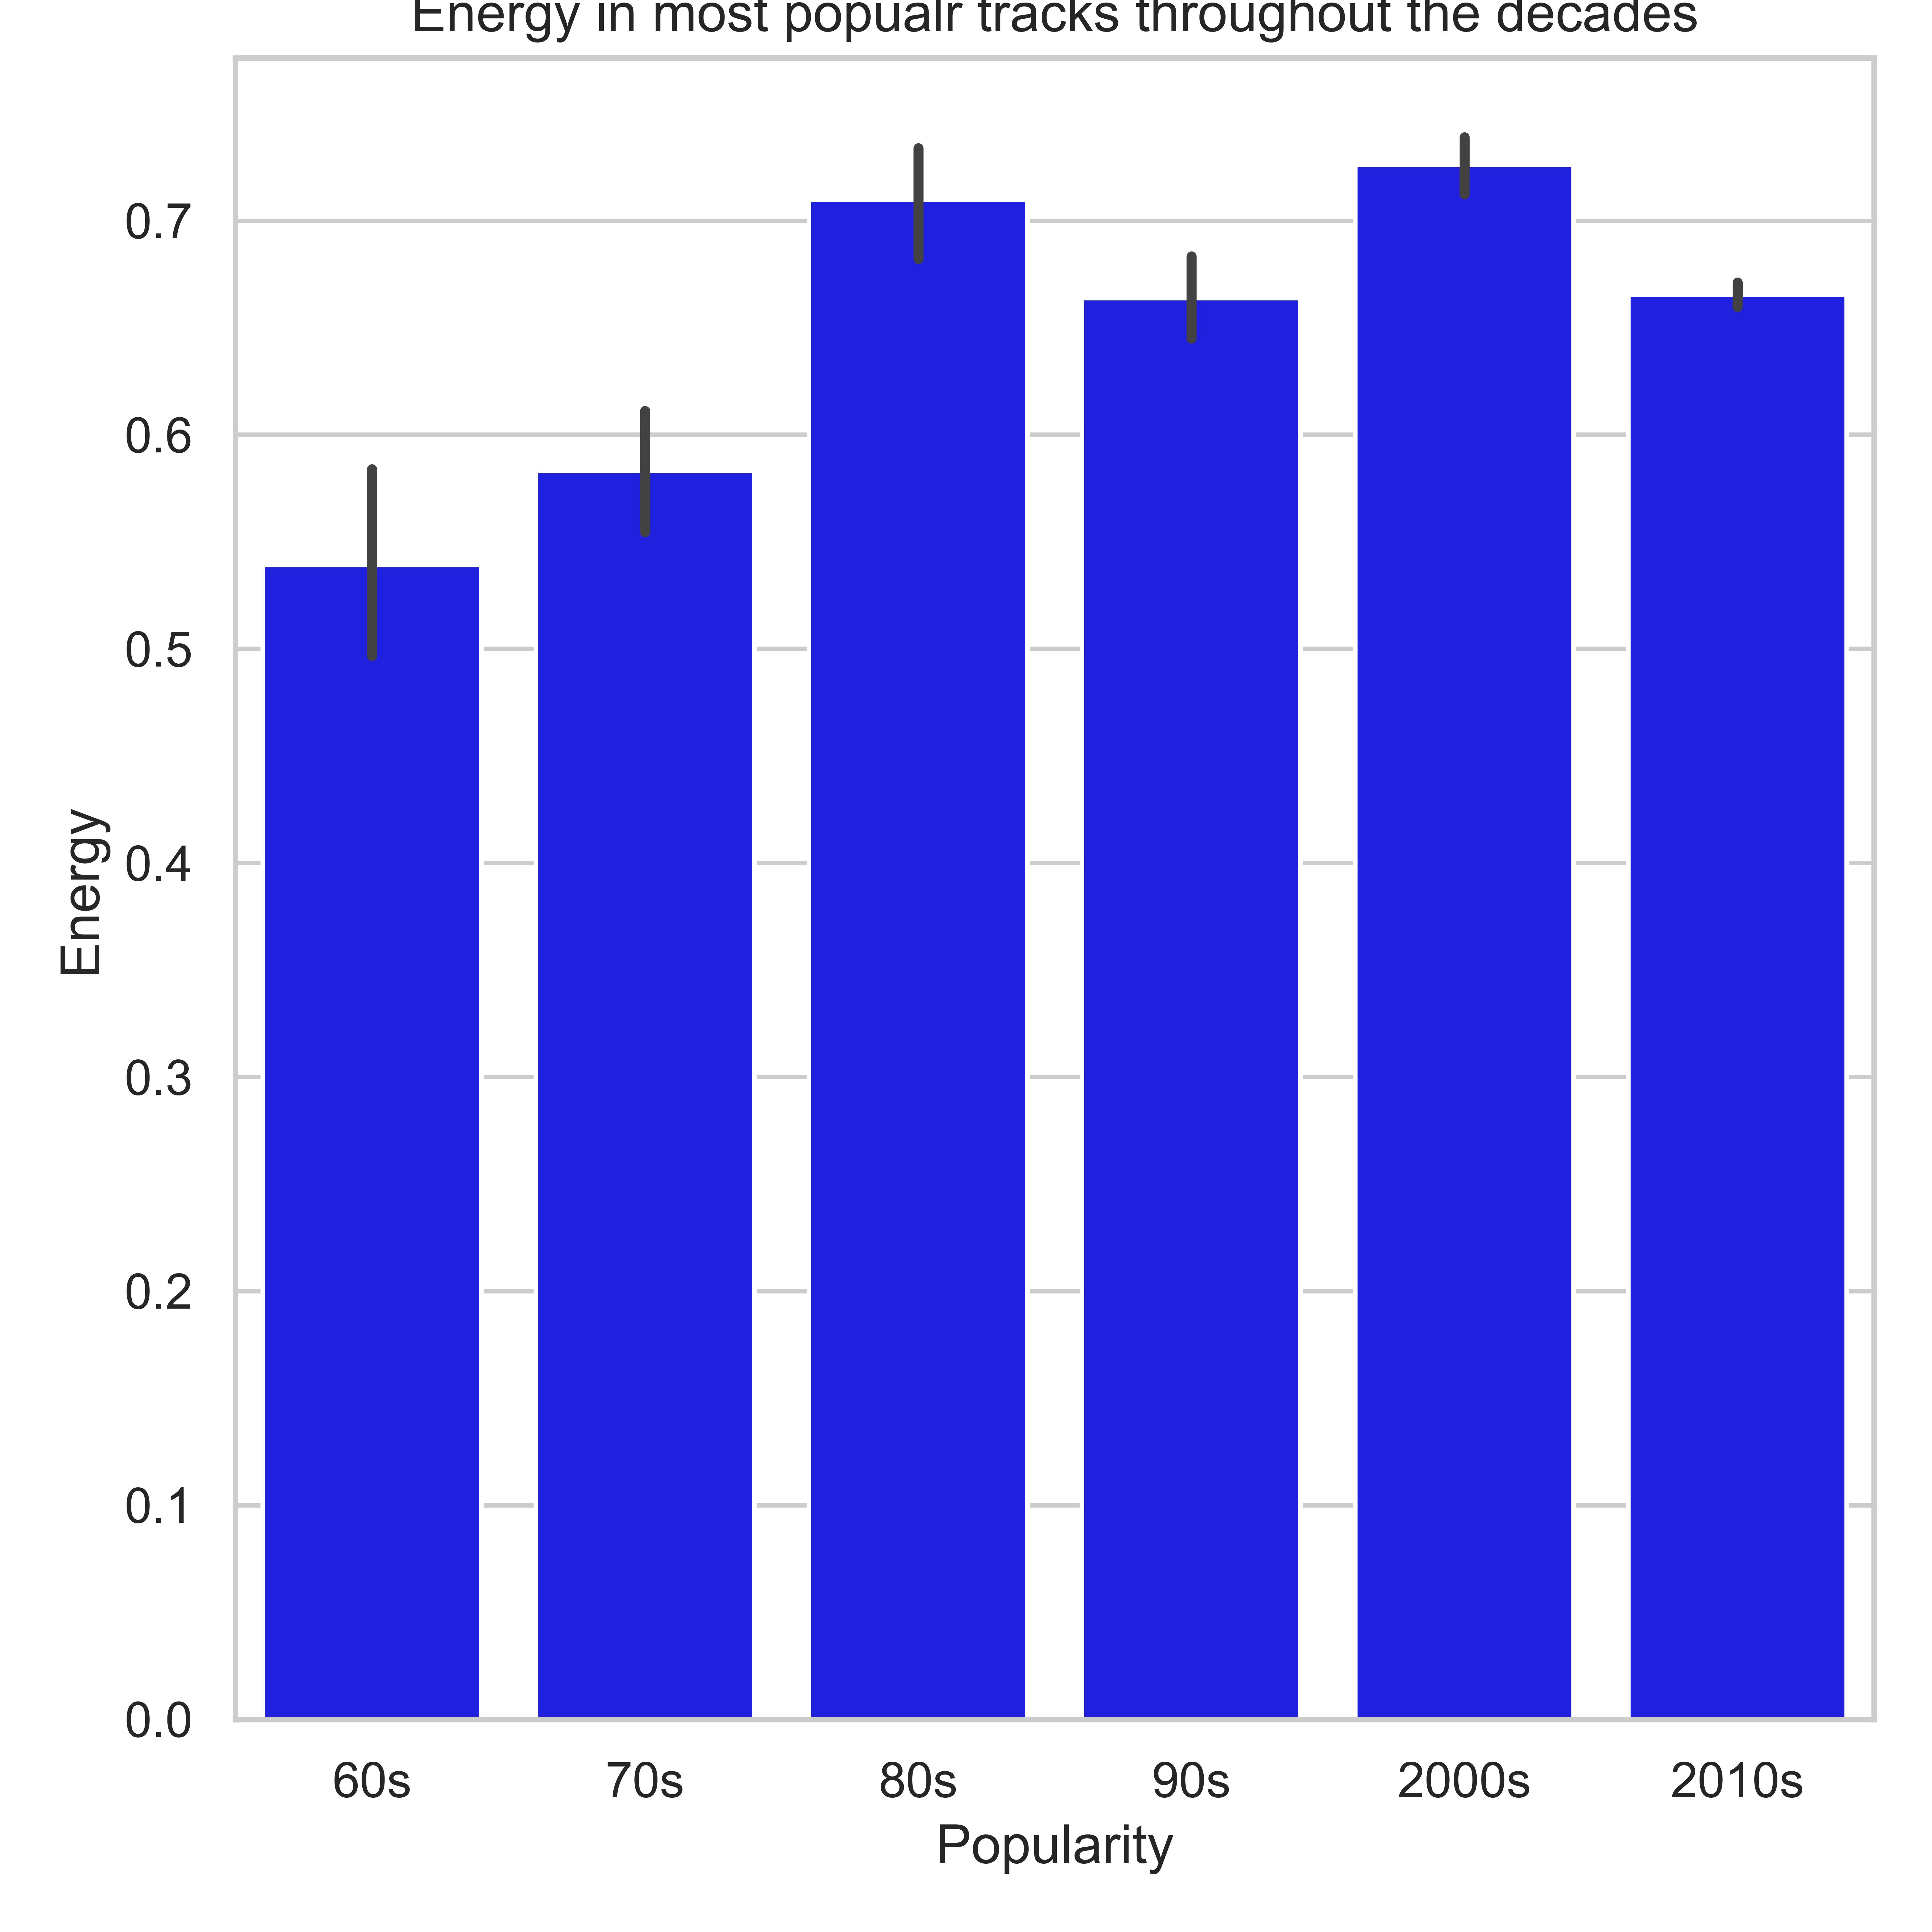 Energy in most popualr tracks throughout the decades
0.7
0.6
0.5
0.4
0.3
0.2
0.1
0.0
Energy
60s 70s 80s 90s 2000s 2010s
Popularity